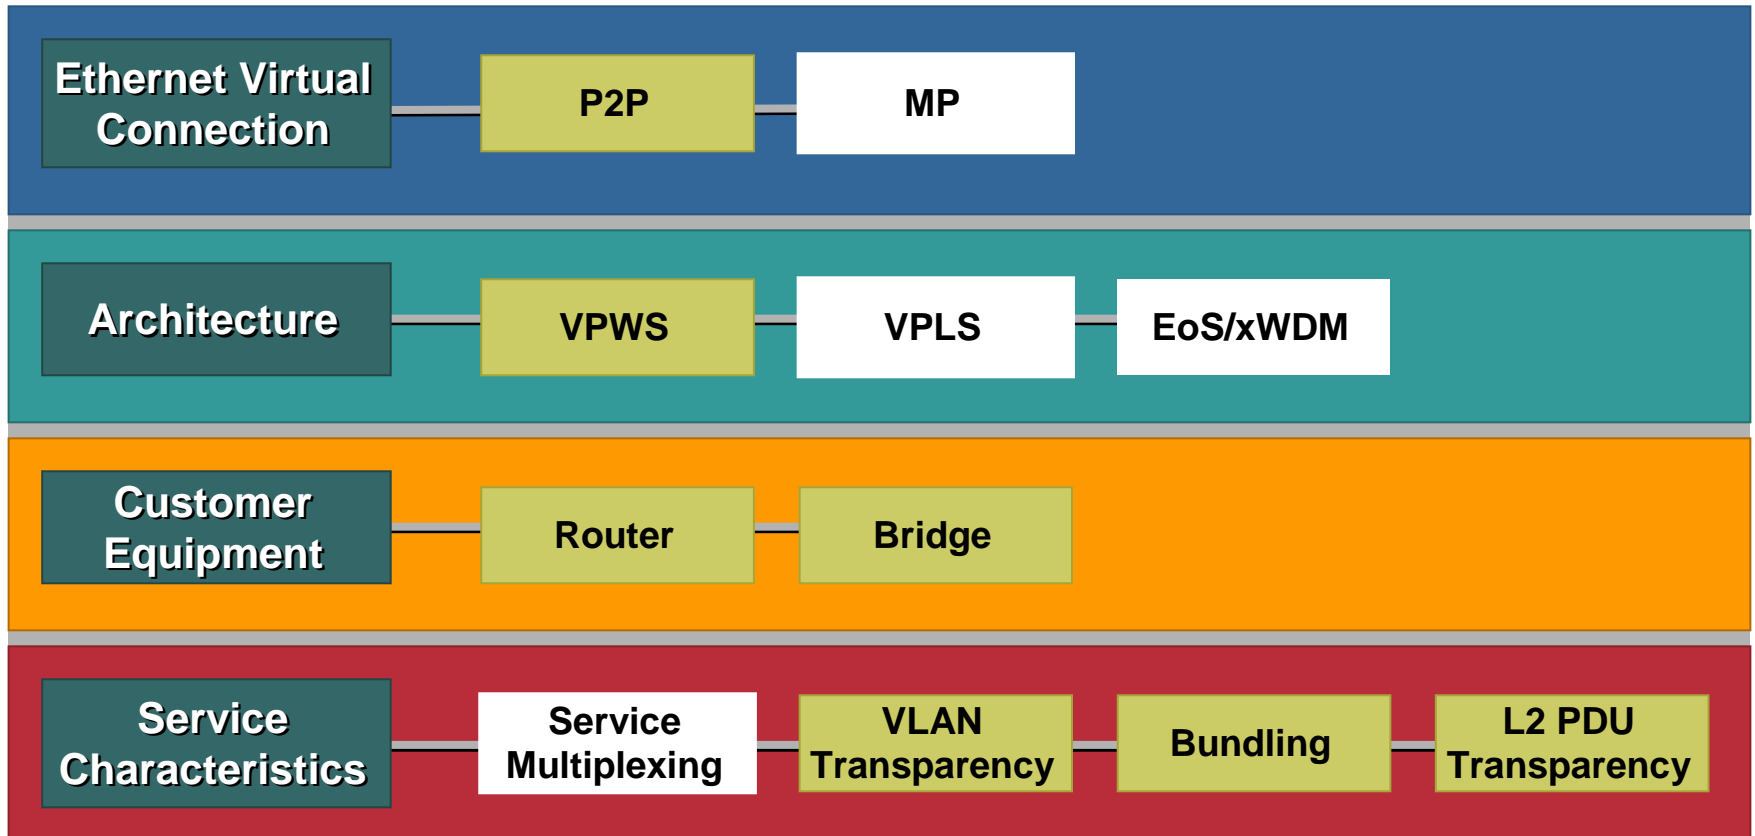 Ethernet Virtual
Connection
P2P
MP
Architecture
VPWS
VPLS
EoS/xWDM
Customer
Equipment
Router
Bridge
Service
Characteristics
Service
Multiplexing
VLAN
Transparency
Bundling
L2 PDU
Transparency